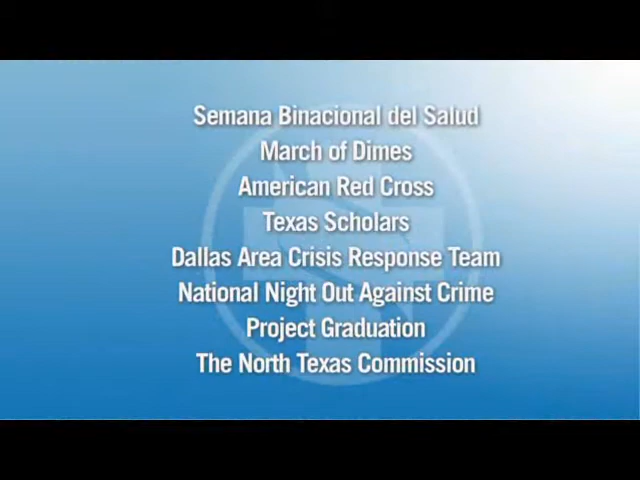 Semana Binacional del Salud
March of Dimes
American Red Cross
Texas Scholars
Dallas Area Crisis Response Team
National Night Out Against Crime
Project Graduation
The North Texas Commission